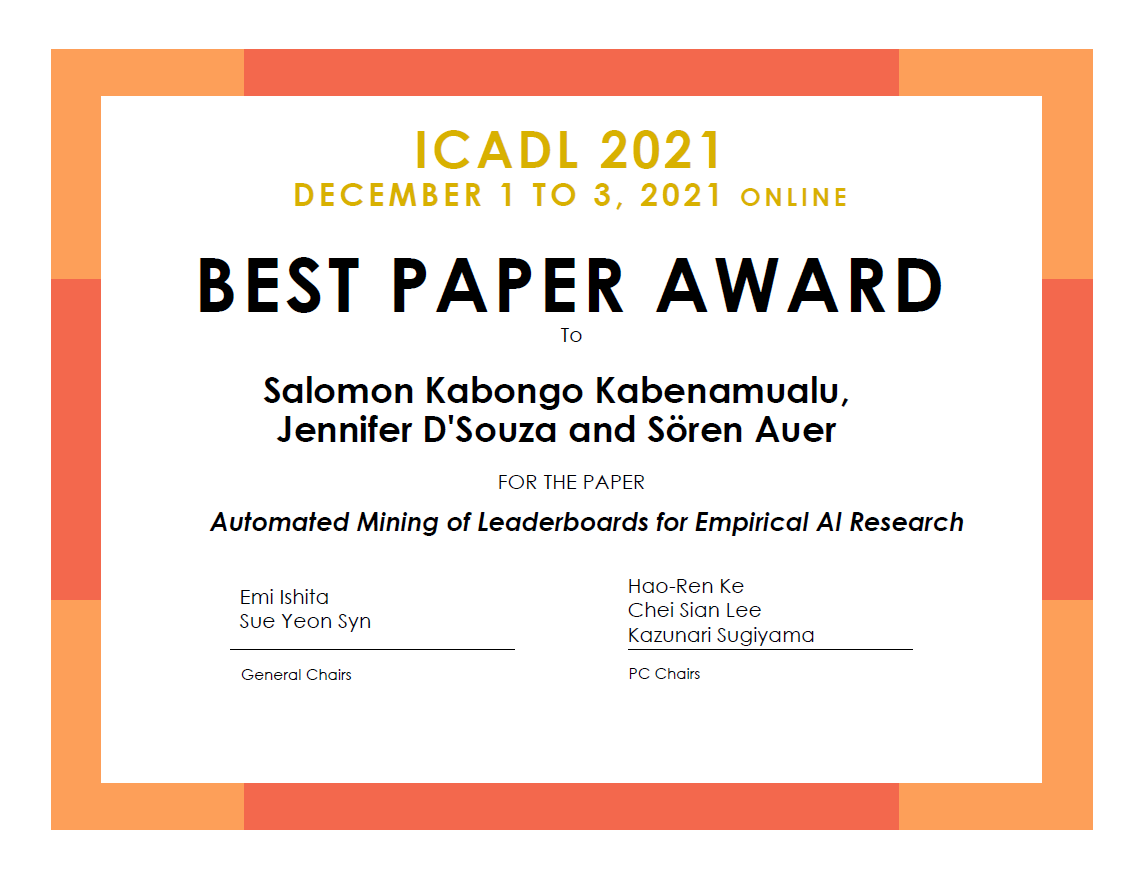 ICADL 2021
DECEMBER 1 TO 3, 2021 ONLINE
BEST PAPER AWARD
To
Salomon Kabongo Kabenamualu,
Jennifer D'Souza and Sören Auer
FOR THE PAPER
Automated Mining of Leaderboards for Empirical AI Research
Emi Ishita
Sue Yeon Syn
General Chairs
Hao-Ren Ke
Chei Sian Lee
Kazunari Sugiyama
PC Chairs